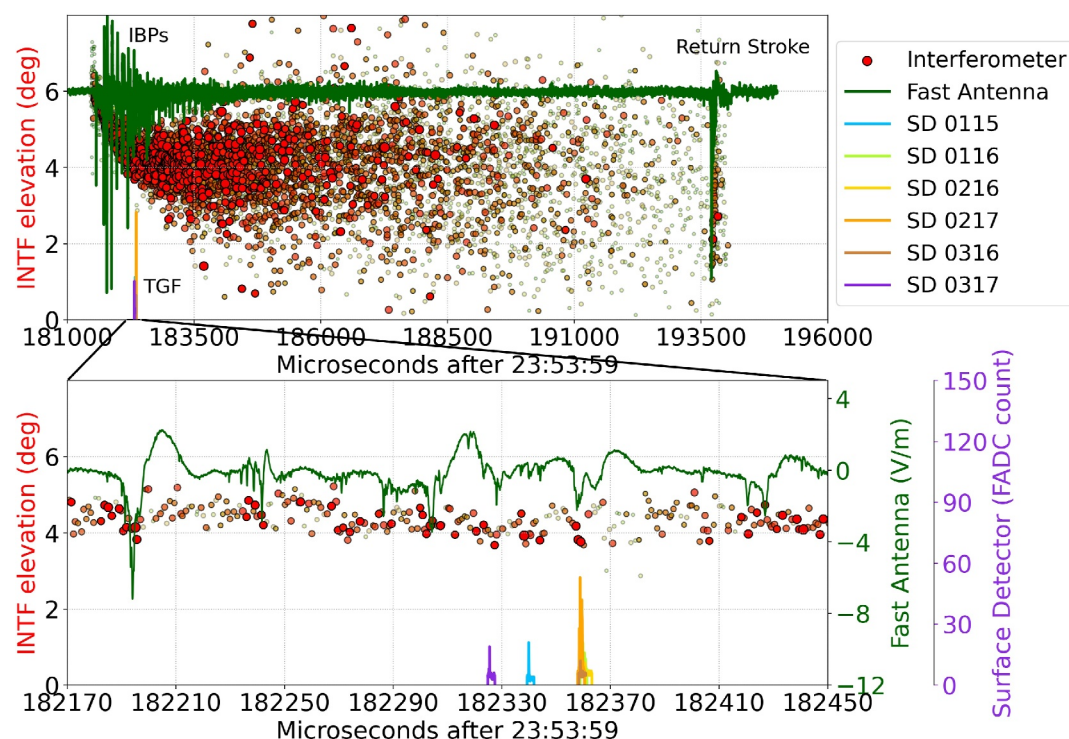 IBPs
Return Stroke
TGF
INTF elevation (deg)
6
4
2
0
181000 183500 186000 188500 191000 193500 196000
Microseconds after 23:53:59
Interferometer
Fast Antenna
SD 0115
SD 0116
SD 0216
SD 0217
SD 0316
SD 0317
INTF elevation (deg)
6
4
2
0
182170 182210 182250 182290 182330 182370 182410 182450
Microseconds after 23:53:59
4
0
−4
−8
−12
Fast Antenna (V/m)
150
120
90
60
30
0
Surface Detector (FADC count)